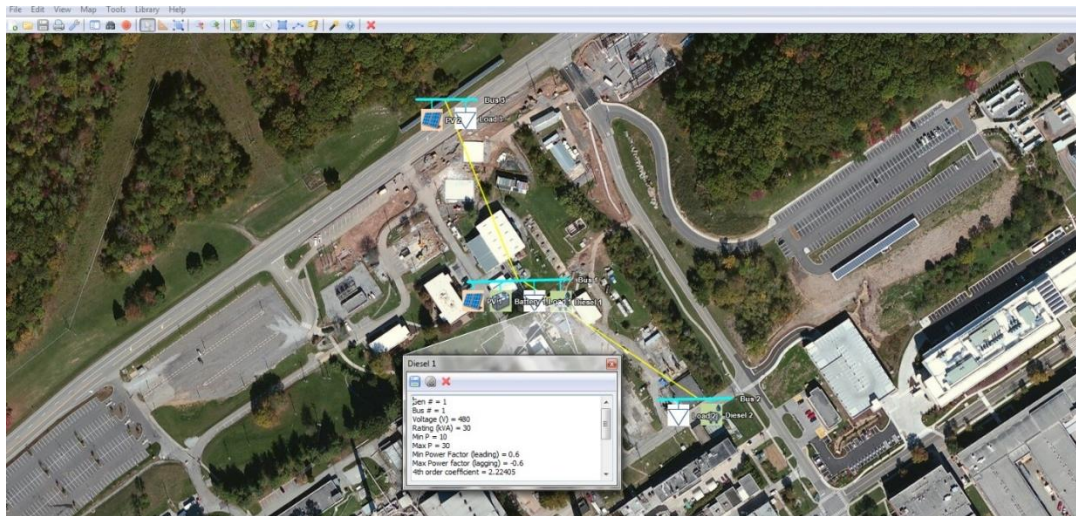 File Edit View Map Tools Library Help
Bus 3
PV 2 Load 1
Bus 1
PV 1 Battery 1 Diesel 1
Diesel 1
Gen # = 1
Bus # = 1
Voltage (V) = 480
Rating (kVA) = 30
Min P = 10
Max P = 30
Min Power Factor (leading) = 0.6
Max Power factor (lagging) = -0.6
4th order coefficient = 2.22405
Bus 2
Load 2 Diesel 2